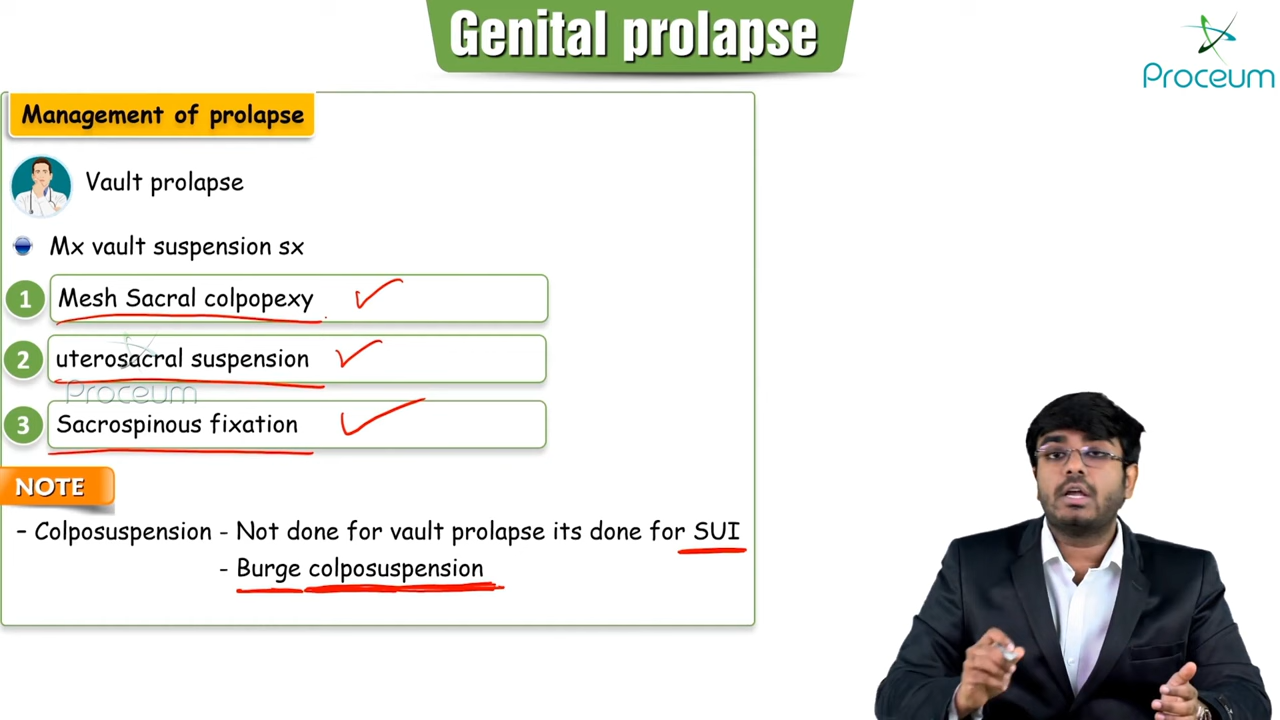 Genital prolapse
Proceum
Management of prolapse
Vault prolapse
Mx vault suspension sx
1 Mesh Sacral colpopexy
2 uterosacral suspension
Proceum
3 Sacrospinous fixation
NOTE
– Colposuspension - Not done for vault prolapse its done for SUI
- Burge colposuspension